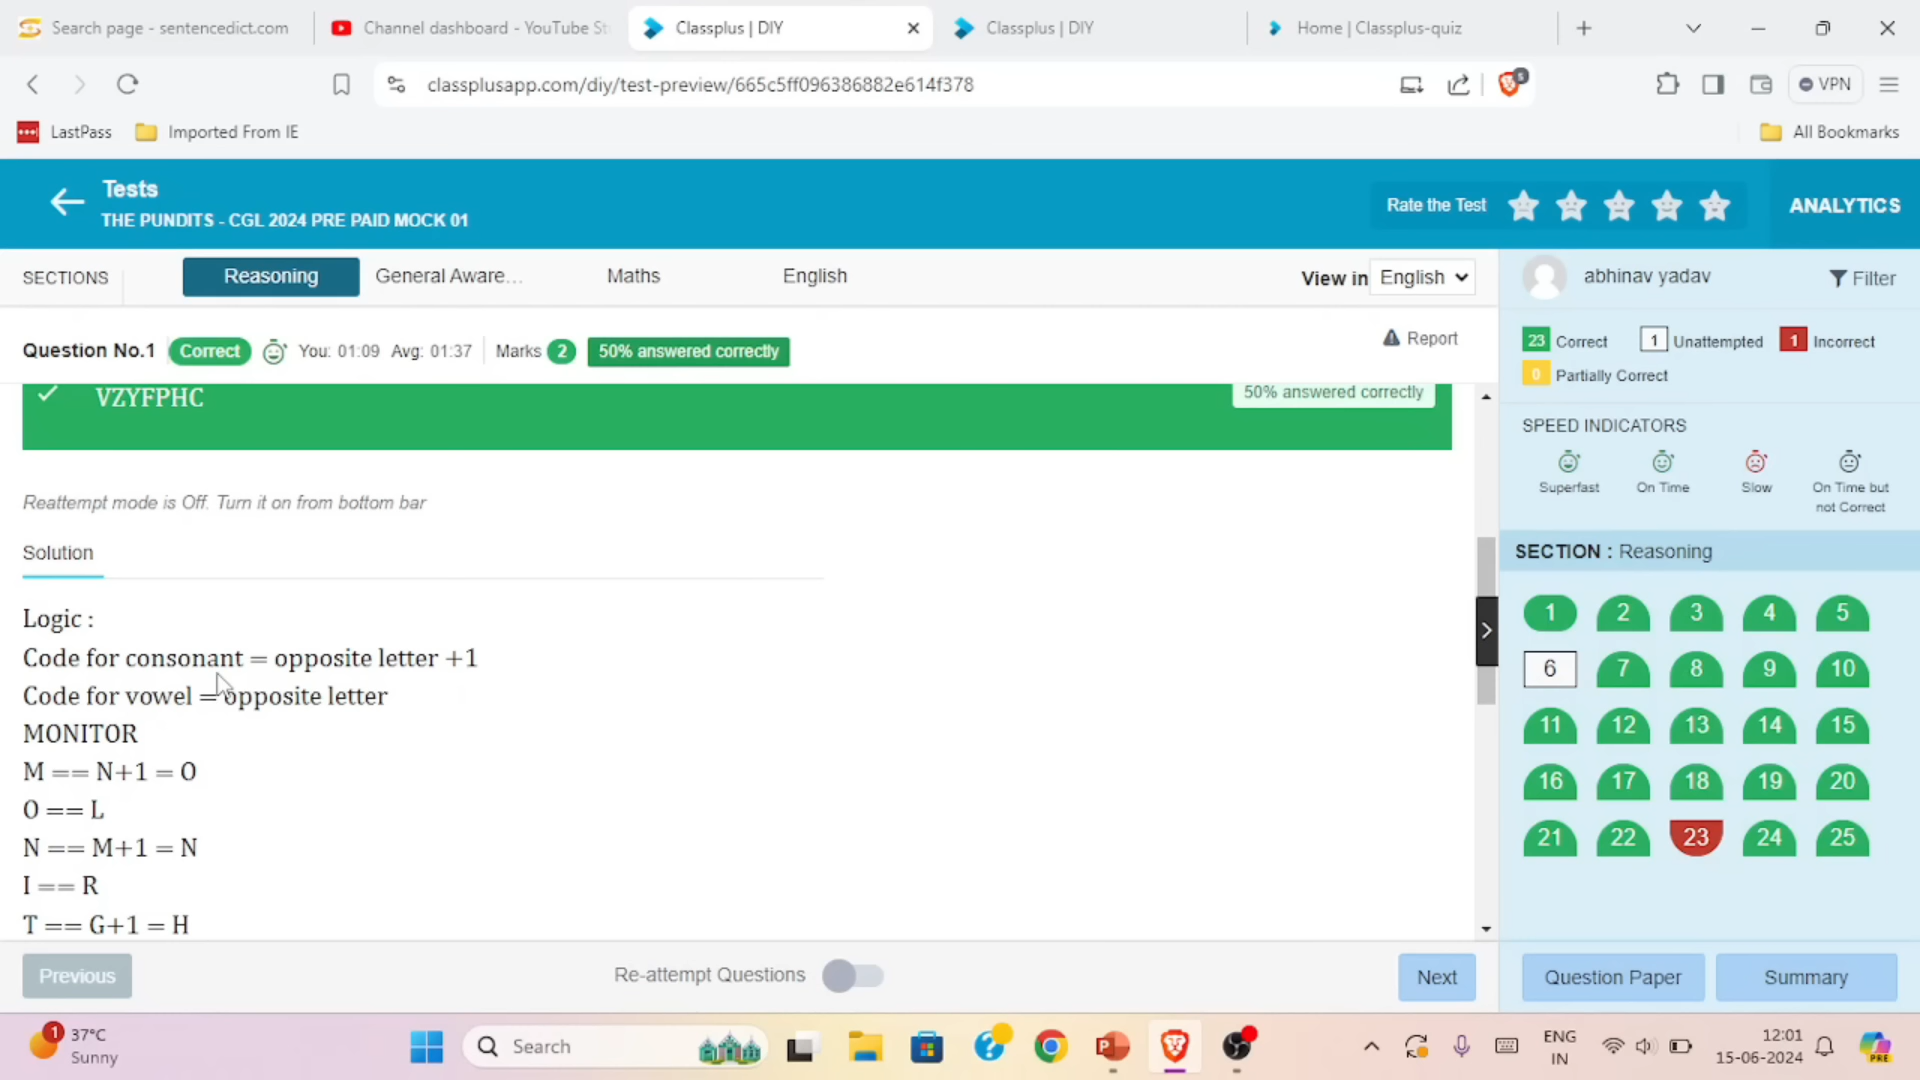 Search page - sentencedict.com
Channel dashboard - YouTube St
Classplus | DIY
Classplus | DIY
Home | Classplus-quiz
classplusapp.com/diy/test-preview/665c5ff096386882e614f378
5
VPN
LastPass
Imported From IE
All Bookmarks
Tests
THE PUNDITS - CGL 2024 PRE PAID MOCK 01
Rate the Test
ANALYTICS
SECTIONS
Reasoning
General Aware...
Maths
English
View in
English
abhinav yadav
Filter
Question No.1
Correct
You: 01:09
Avg: 01:37
Marks 2
50% answered correctly
Report
23 Correct
1 Unattempted
1 Incorrect
0 Partially Correct
VZYFPHC
50% answered correctly
SPEED INDICATORS
Superfast
On Time
Slow
On Time but
not Correct
Reattempt mode is Off. Turn it on from bottom bar
Solution
Logic :
Code for consonant = opposite letter +1
Code for vowel = opposite letter
MONITOR
M == N+1 = O
O == L
N == M+1 = N
I == R
T == G+1 = H
SECTION : Reasoning
1 2 3 4 5
6 7 8 9 10
11 12 13 14 15
16 17 18 19 20
21 22 23 24 25
Previous
Re-attempt Questions
Next
Question Paper
Summary
1
37°C
Sunny
Search
ENG
IN
12:01
15-06-2024
PRE